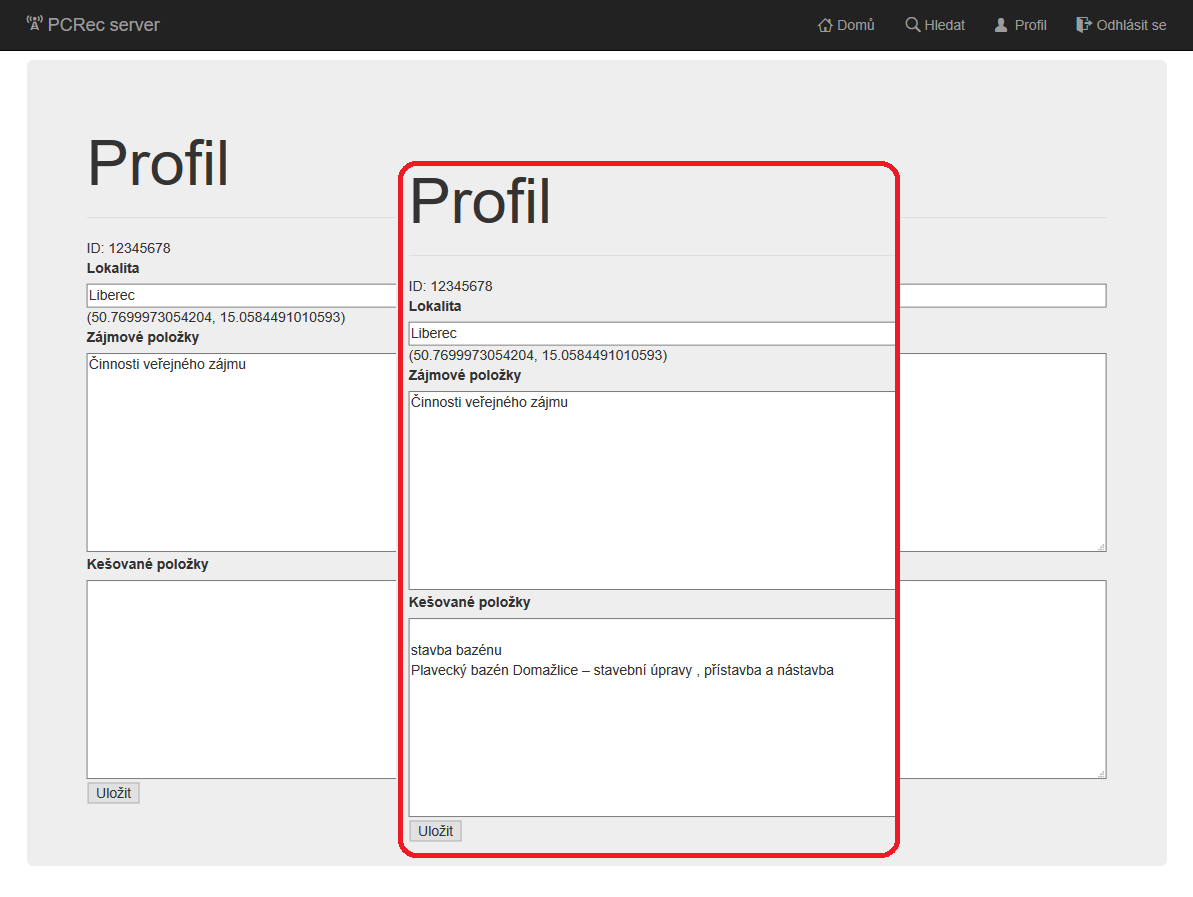 PCRec server
Domů
Hledat
Profil
Odhlásit se
Profil
ID: 12345678
Lokalita
Liberec
(50.7699973054204, 15.0584491010593)
Zájmové položky
Činnosti veřejného zájmu
Kešované položky
Uložit
Profil
ID: 12345678
Lokalita
Liberec
(50.7699973054204, 15.0584491010593)
Zájmové položky
Činnosti veřejného zájmu
Kešované položky
stavba bazénu
Plavecký bazén Domažlice – stavební úpravy , přístavba a nástavba
Uložit